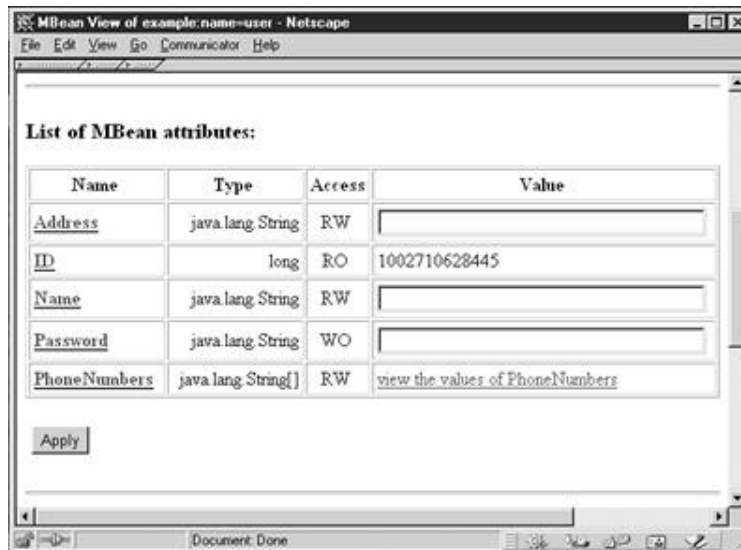 MBean View of example:name=user - Netscape
File Edit View Go Communicator Help
List of MBean attributes:
Name Type Access Value
Address java.lang.String RW
ID long RO 1002710628445
Name java.lang.String RW
Password java.lang.String WO
PhoneNumbers java.lang.String[] RW view the values of PhoneNumbers
Apply
Document: Done